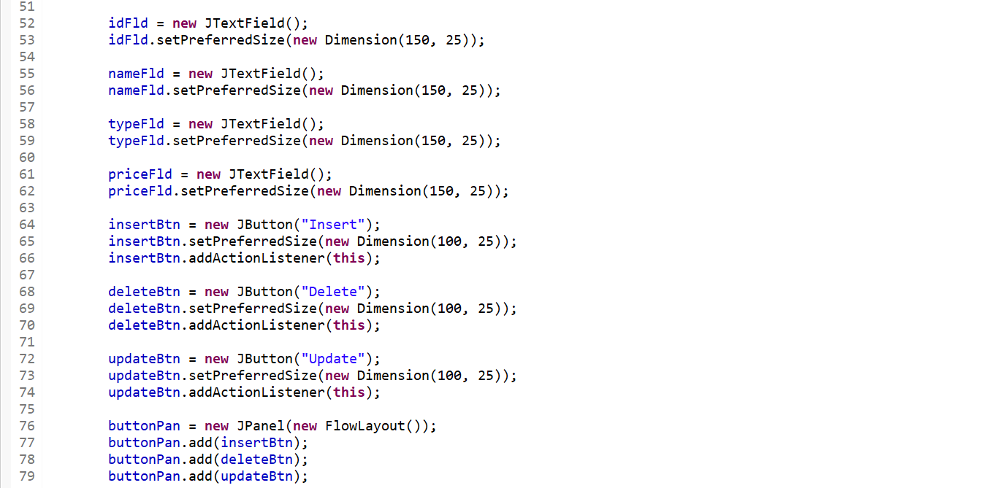 51
52 idFld = new JTextField();
53 idFld.setPreferredSize(new Dimension(150, 25));
54
55 nameFld = new JTextField();
56 nameFld.setPreferredSize(new Dimension(150, 25));
57
58 typeFld = new JTextField();
59 typeFld.setPreferredSize(new Dimension(150, 25));
60
61 priceFld = new JTextField();
62 priceFld.setPreferredSize(new Dimension(150, 25));
63
64 insertBtn = new JButton("Insert");
65 insertBtn.setPreferredSize(new Dimension(100, 25));
66 insertBtn.addActionListener(this);
67
68 deleteBtn = new JButton("Delete");
69 deleteBtn.setPreferredSize(new Dimension(100, 25));
70 deleteBtn.addActionListener(this);
71
72 updateBtn = new JButton("Update");
73 updateBtn.setPreferredSize(new Dimension(100, 25));
74 updateBtn.addActionListener(this);
75
76 buttonPan = new JPanel(new FlowLayout());
77 buttonPan.add(insertBtn);
78 buttonPan.add(deleteBtn);
79 buttonPan.add(updateBtn);